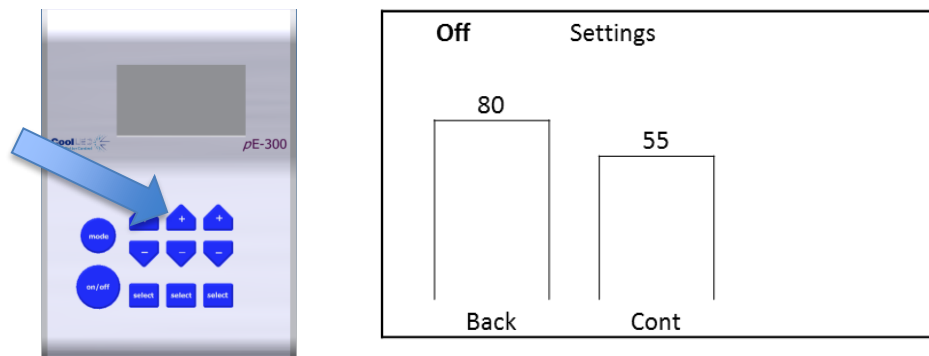 CoolLED
pE-300
+ +
mode
− − −
on/off
select select select
Off Settings
80
55
Back Cont